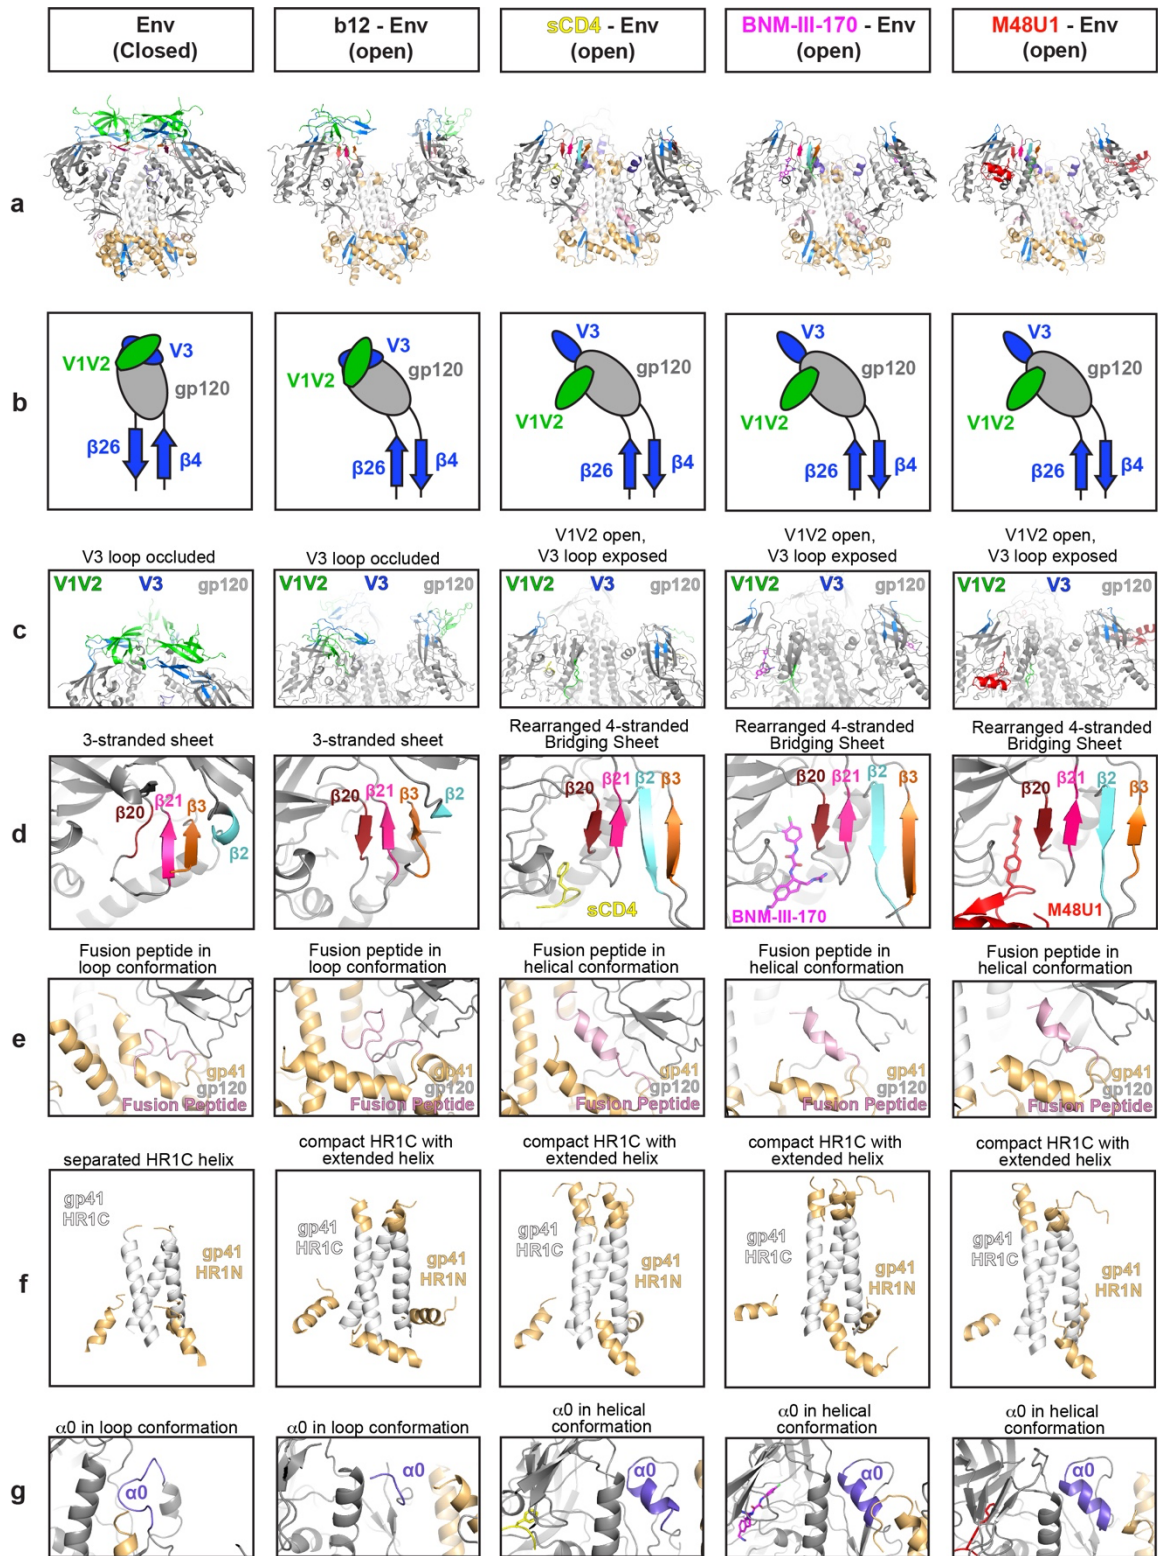 Env
(Closed)
b12 - Env
(open)
sCD4 - Env
(open)
BNM-III-170 - Env
(open)
M48U1 - Env
(open)
a
b
V1V2
V3
gp120
β26
β4
V3
V1V2
gp120
β26
β4
V3
gp120
V1V2
β26
β4
V3
gp120
V1V2
β26
β4
V3
gp120
V1V2
β26
β4
c
V3 loop occluded
V1V2 V3 gp120
V3 loop occluded
V1V2 V3 gp120
V1V2 open,
V3 loop exposed
V1V2 V3 gp120
V1V2 open,
V3 loop exposed
V1V2 V3 gp120
V1V2 open,
V3 loop exposed
V1V2 V3 gp120
d
3-stranded sheet
β20 β21 β3 β2
3-stranded sheet
β20 β21 β3 β2
Rearranged 4-stranded
Bridging Sheet
β20 β21 β2 β3
sCD4
Rearranged 4-stranded
Bridging Sheet
β20 β21 β2 β3
BNM-III-170
Rearranged 4-stranded
Bridging Sheet
β20 β21 β2 β3
M48U1
e
Fusion peptide in
loop conformation
gp41
gp120
Fusion Peptide
Fusion peptide in
loop conformation
gp41
gp120
Fusion Peptide
Fusion peptide in
helical conformation
gp41
gp120
Fusion Peptide
Fusion peptide in
helical conformation
gp41
gp120
Fusion Peptide
Fusion peptide in
helical conformation
gp41
gp120
Fusion Peptide
f
separated HR1C helix
gp41
HR1C
gp41
HR1N
compact HR1C with
extended helix
gp41
HR1C
gp41
HR1N
compact HR1C with
extended helix
gp41
HR1C
gp41
HR1N
compact HR1C with
extended helix
gp41
HR1C
gp41
HR1N
compact HR1C with
extended helix
gp41
HR1C
gp41
HR1N
g
α0 in loop conformation
α0
α0 in loop conformation
α0
α0 in helical
conformation
α0
α0 in helical
conformation
α0
α0 in helical
conformation
α0